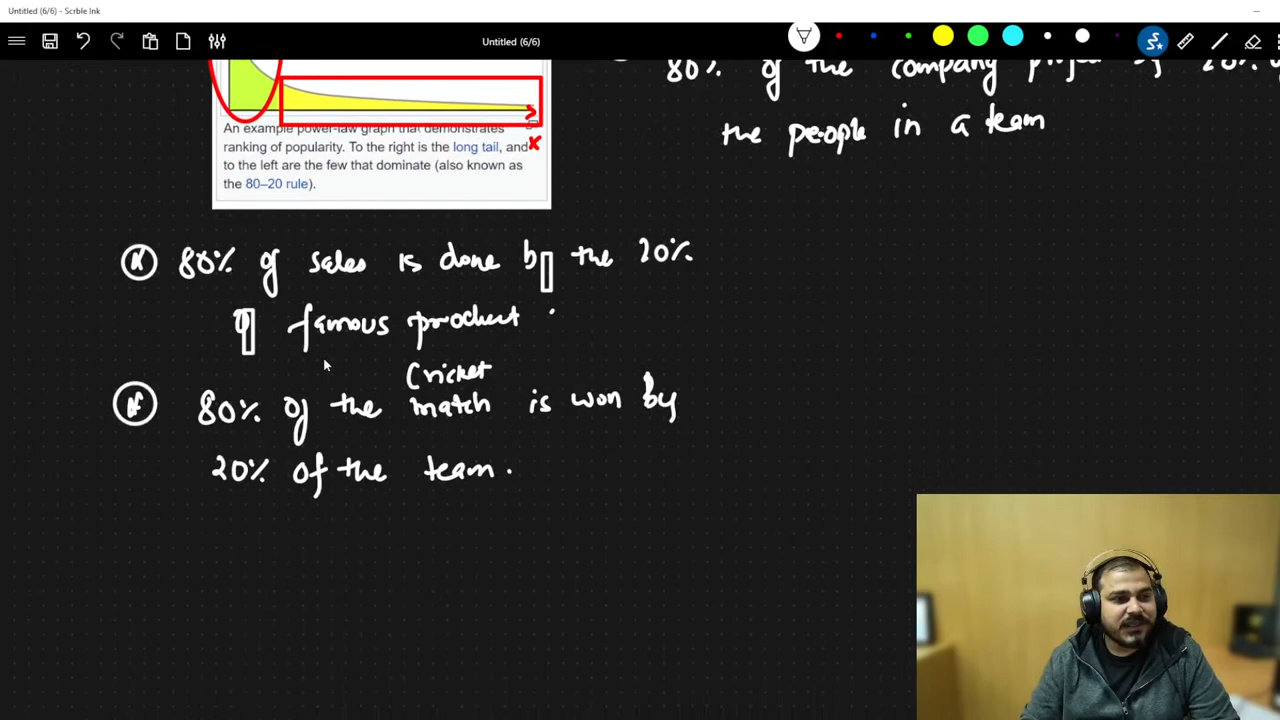 Untitled (6/6) - Scrble Ink
Untitled (6/6)
An example power-law graph that demonstrates
ranking of popularity. To the right is the long tail, and
to the left are the few that dominate (also known as
the 80–20 rule).
x
80% of the company project 20%
the people in a team
80% of sales is done by the 20%
famous product .
Cricket
80% of the match is won by
20% of the team .